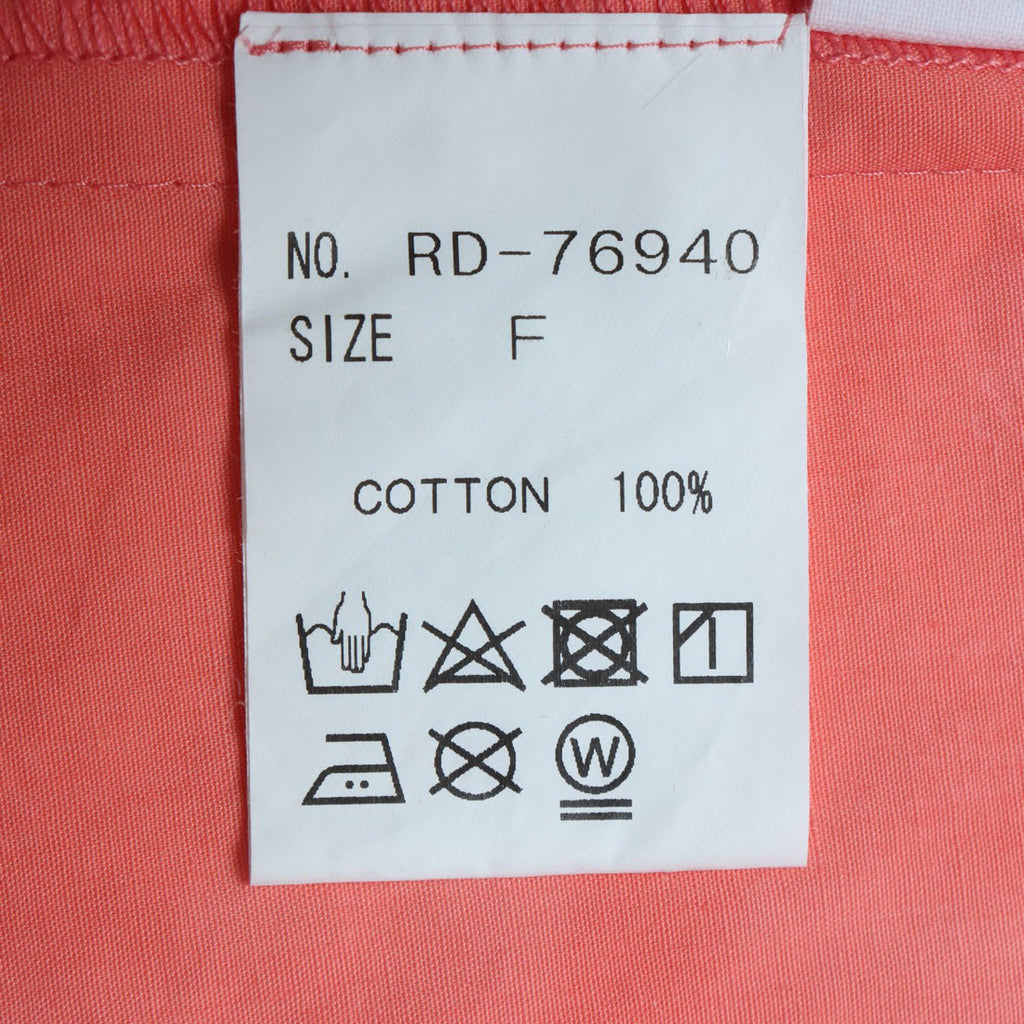 NO. RD-76940
SIZE F
COTTON 100%
W